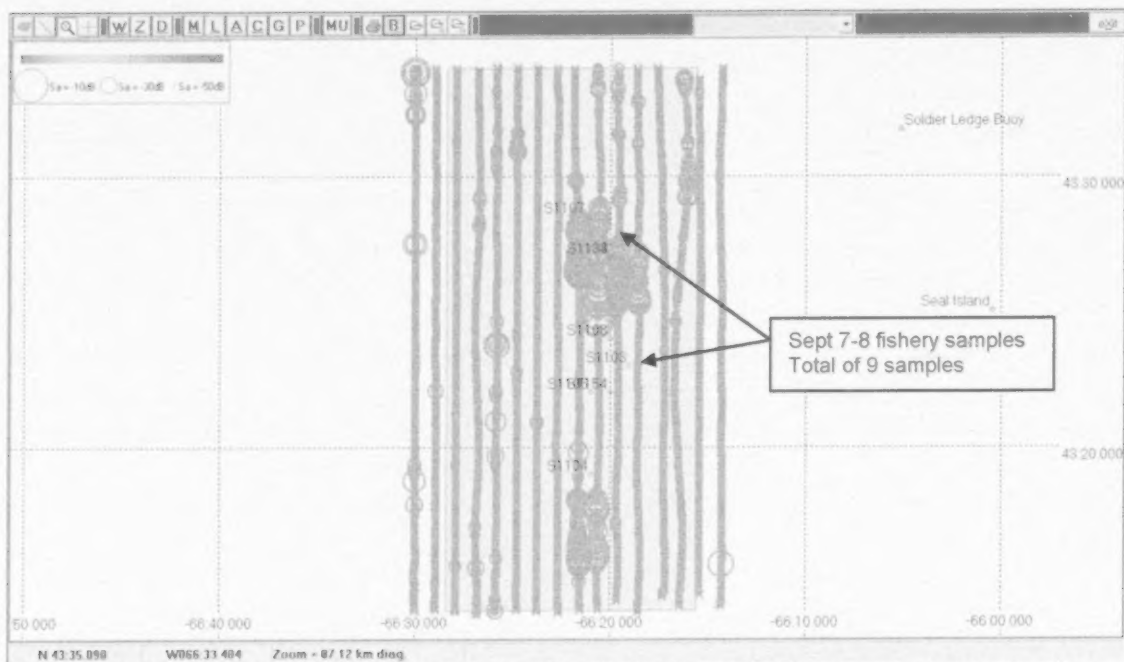 W Z D M L A C G P MU B exit
Sa = -10dB Sa = -30dB Sa = -50dB
Soldier Ledge Buoy
43 30 000
S1107
Seal Island
Sept 7-8 fishery samples
Total of 9 samples
S1103
43 20 000
S1104
50 000 -66 40 000 -66 30 000 -66 20 000 -66 10 000 -66 00 000
N 43:35.898 W066 33.484 Zoom = 87.12 km diag.